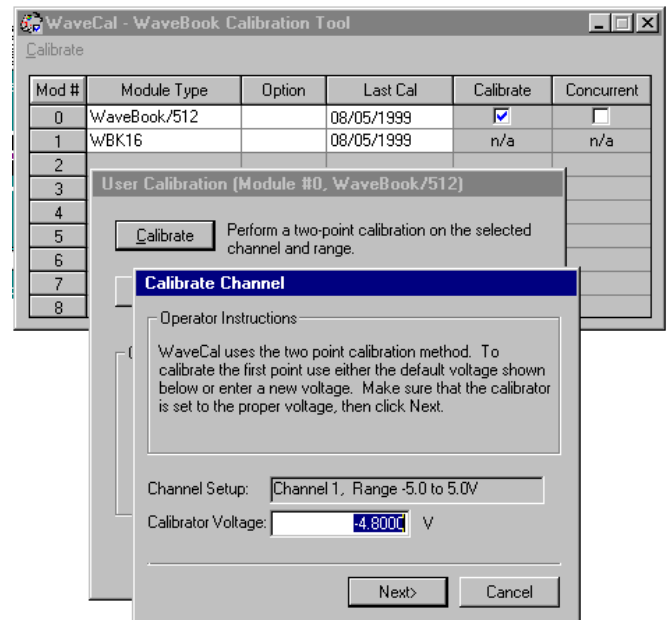 WaveCal - WaveBook Calibration Tool
Calibrate
Mod # Module Type Option Last Cal Calibrate Concurrent
0 WaveBook/512 08/05/1999
1 WBK16 08/05/1999 n/a n/a
2
3
4
5
6
7
8
User Calibration (Module #0, WaveBook/512)
Calibrate Perform a two-point calibration on the selected
channel and range.
Calibrate Channel
Operator Instructions
WaveCal uses the two point calibration method. To
calibrate the first point use either the default voltage shown
below or enter a new voltage. Make sure that the calibrator
is set to the proper voltage, then click Next.
Channel Setup: Channel 1, Range -5.0 to 5.0V
Calibrator Voltage: -4.8000 V
Next> Cancel